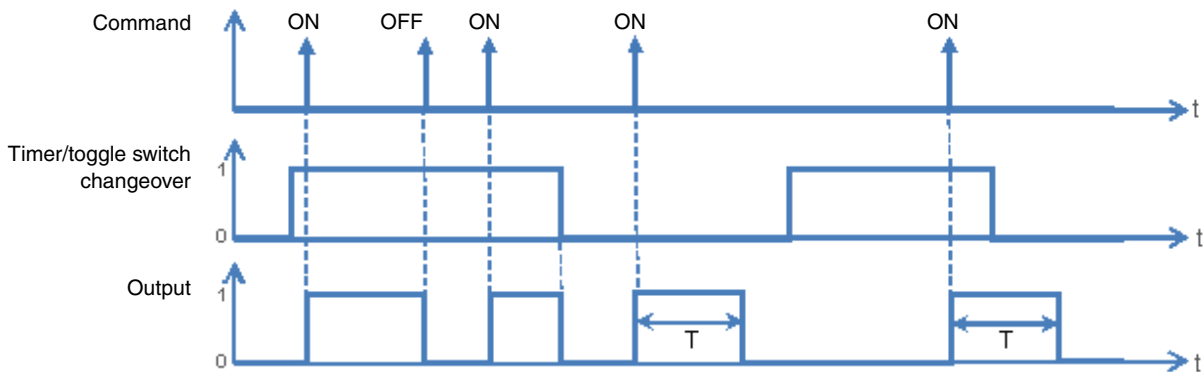 Command
ON
OFF
ON
ON
ON
t
Timer/toggle switch
changeover
1
0
t
Output
1
0
T
T
t